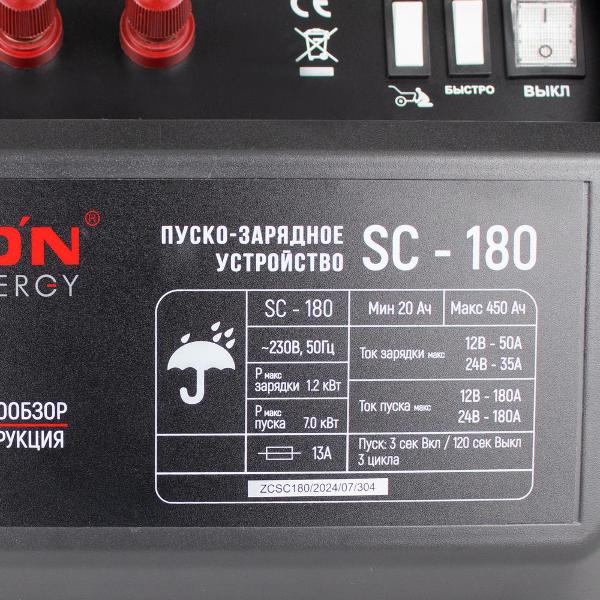 CE
БЫСТРО
ВЫКЛ
ПУСКО-ЗАРЯДНОЕ
УСТРОЙСТВО
SC - 180
ÓN®
ERGY
ООБЗОР
РУКЦИЯ
SC - 180
Мин 20 Ач
Макс 450 Ач
~230В, 50Гц
Ток зарядки макс
12В - 50А
24В - 35А
Р макс
зарядки 1.2 кВт
Р макс
пуска 7.0 кВт
Ток пуска макс
12В - 180А
24В - 180А
13А
Пуск: 3 сек Вкл / 120 сек Выкл
3 цикла
ZCSC180/2024/07/304